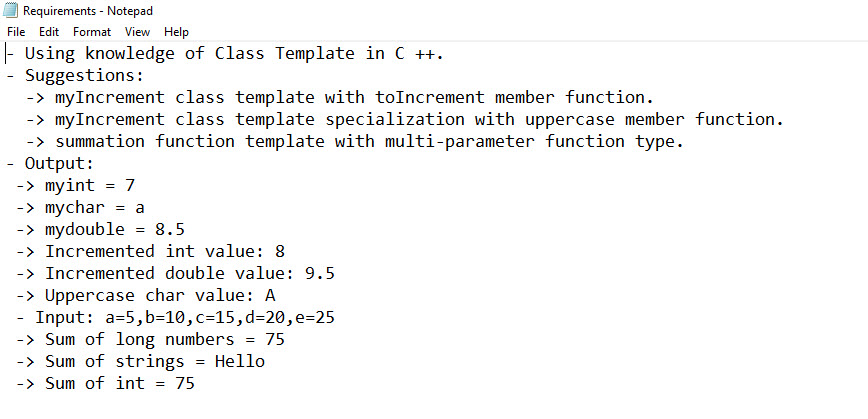 Requirements - Notepad
File Edit Format View Help
- Using knowledge of Class Template in C ++.
- Suggestions:
-> myIncrement class template with toIncrement member function.
-> myIncrement class template specialization with uppercase member function.
-> summation function template with multi-parameter function type.
- Output:
-> myint = 7
-> mychar = a
-> mydouble = 8.5
-> Incremented int value: 8
-> Incremented double value: 9.5
-> Uppercase char value: A
- Input: a=5,b=10,c=15,d=20,e=25
-> Sum of long numbers = 75
-> Sum of strings = Hello
-> Sum of int = 75